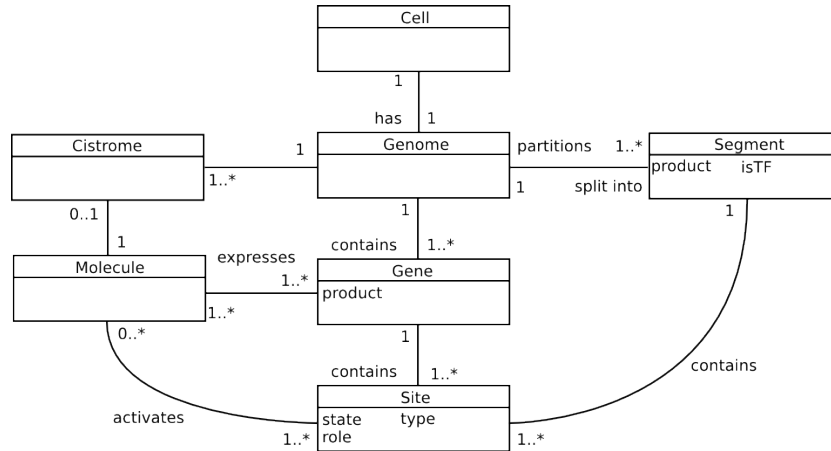 Cell
1
has 1
Cistrome
1
Genome
partitions 1..*
Segment
product isTF
1..*
1
split into
0..1
1
1
1
contains 1..*
Molecule
expresses
1..*
Gene
product
1..*
0..*
1
contains 1..*
contains
Site
state type
role
activates
1..*
1..*